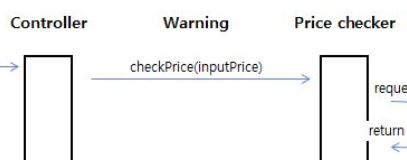 Controller Warning Price checker
checkPrice(inputPrice)
reque
return